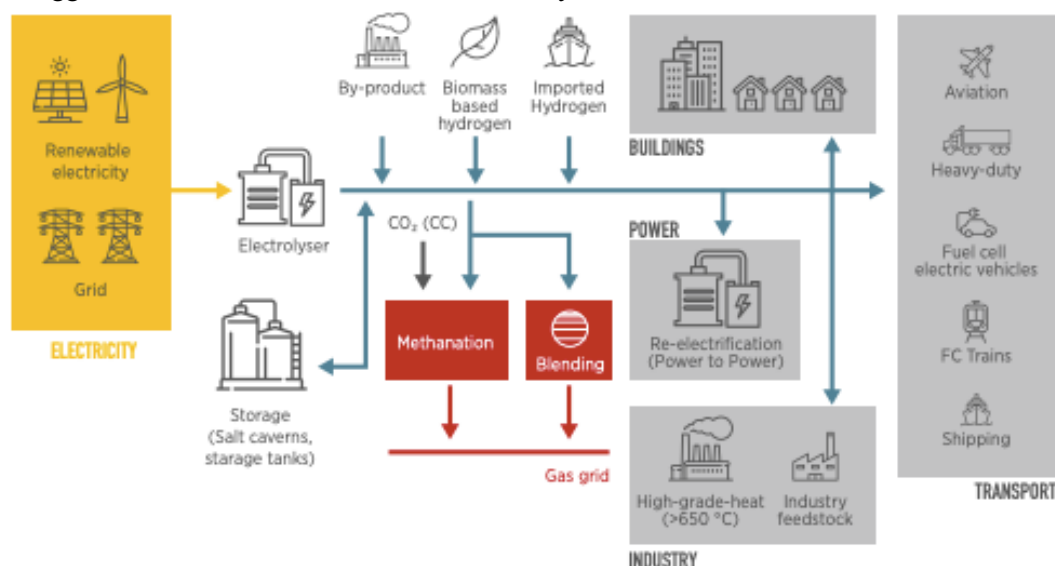 Renewable
electricity
Grid
ELECTRICITY
By-product
Biomass
based
hydrogen
Imported
Hydrogen
Electrolyser
CO₂ (CC)
Storage
(Salt caverns,
starage tanks)
Methanation
Blending
Gas grid
BUILDINGS
POWER
Re-electrification
(Power to Power)
High-grade-heat
(>650 °C)
Industry
feedstock
INDUSTRY
Aviation
Heavy-duty
Fuel cell
electric vehicles
FC Trains
Shipping
TRANSPORT